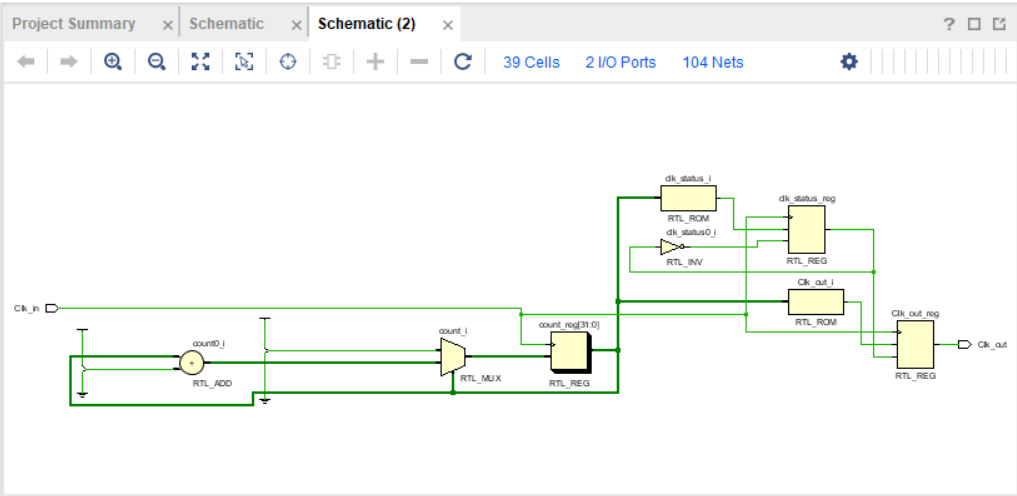 Project Summary × Schematic × Schematic (2) × ?
39 Cells 2 I/O Ports 104 Nets
clk_status_i
RTL_ROM
clk_status_reg
RTL_REG
clk_status0_i
RTL_INV
Clk_out_i
RTL_ROM
Clk_in
count0_i
RTL_ADD
count_i
RTL_MUX
count_reg[31:0]
RTL_REG
Clk_out_reg
RTL_REG
Clk_out